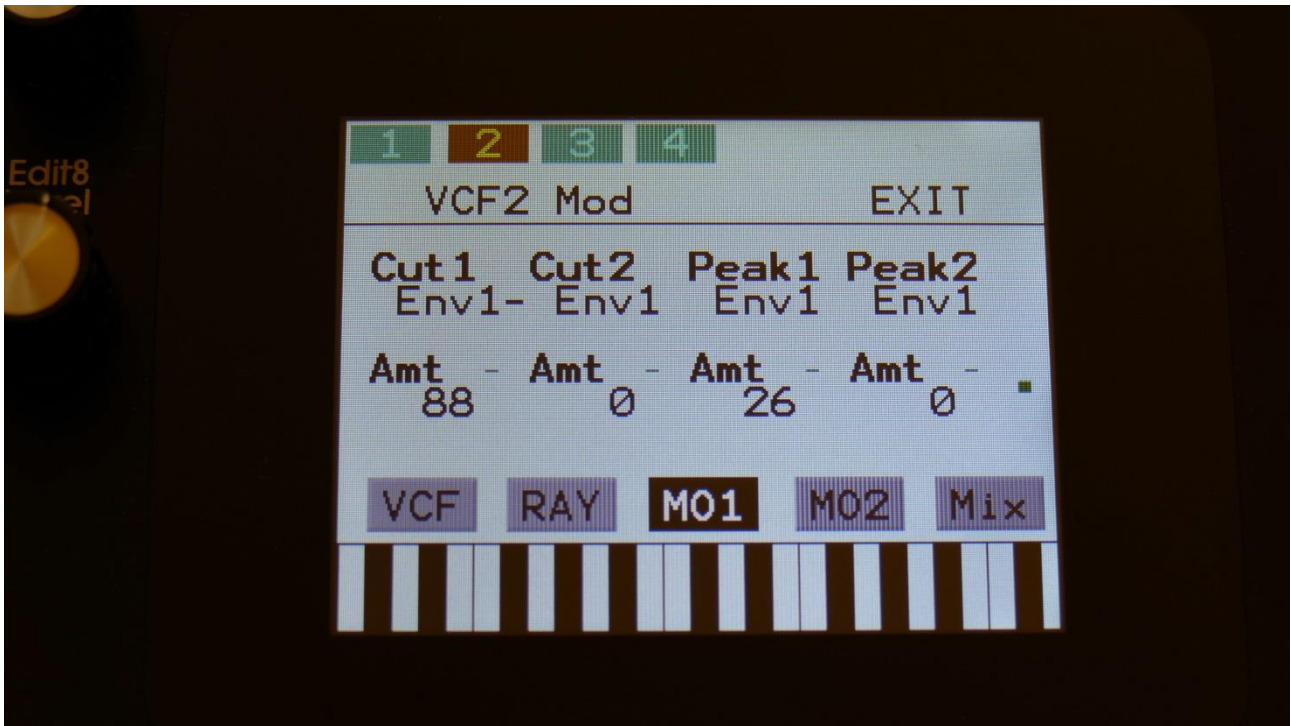 1 2 3 4
Edit8
VCF2 Mod EXIT
Cut1 Cut2 Peak1 Peak2
Env1- Env1 Env1 Env1
Amt - Amt - Amt - Amt -
88 0 26 0
VCF RAY MO1 MO2 Mix